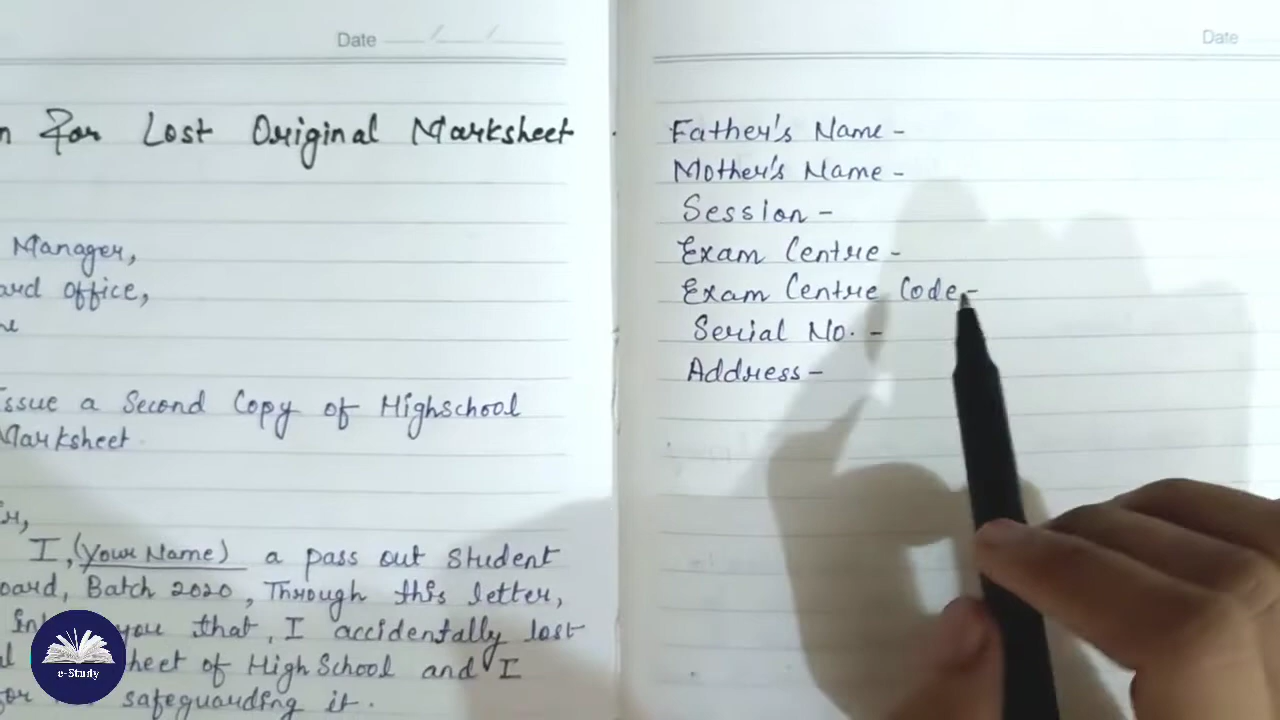 Date
n For Lost Original Marksheet
Manager,
ard office,
Issue a Second Copy of Highschool
Marksheet
I, (Your Name) a pass out student
oard, Batch 2020, Through this letter,
you that, I accidentally lost
heet of High School and I
safeguarding it.
e-Study
Date
Father's Name -
Mother's Name -
Session -
Exam Centre -
Exam Centre Code -
Serial No. -
Address -